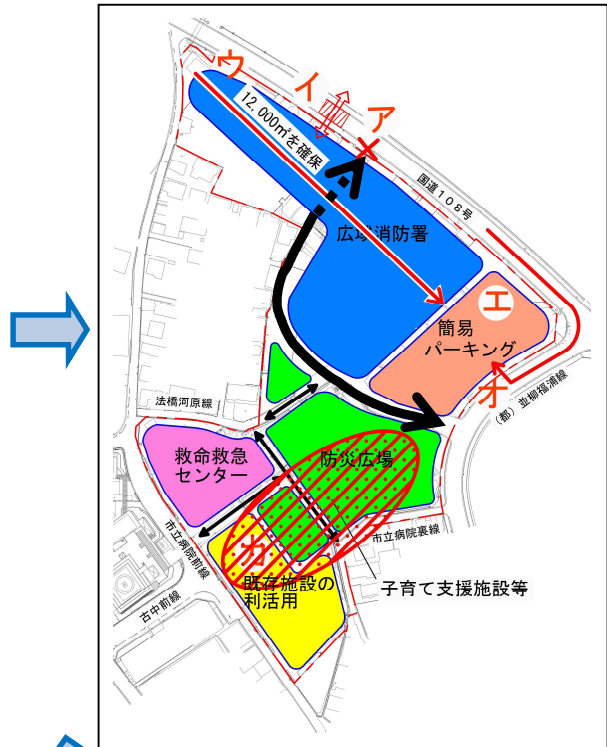 ウ
イ
ア
12,000㎡を確保
国道108号
広域消防署
エ
簡易
パーキング
オ
(都)並柳福浦線
法橋河原線
救命救急
センター
防災広場
市立病院前線
市立病院裏線
カ
既存施設の
利活用
子育て支援施設等
古中前線